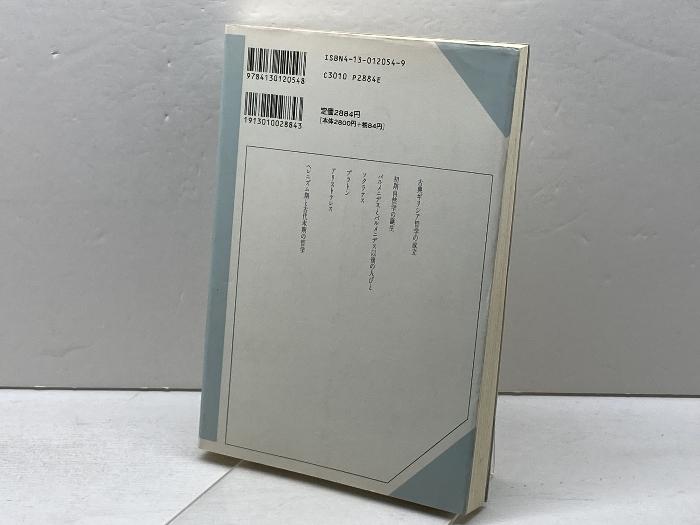 ISBN4-13-012054-9
9784130120548
C3010 P2884E
定価2884円
1913010028843
[本体2800円+税84円]
古典ギリシア哲学の成立
初期自然学の誕生
パルメニデスとパルメニデス以後の人びと
ソクラテス
プラトン
アリストテレス
ヘレニズム期と古代末期の哲学